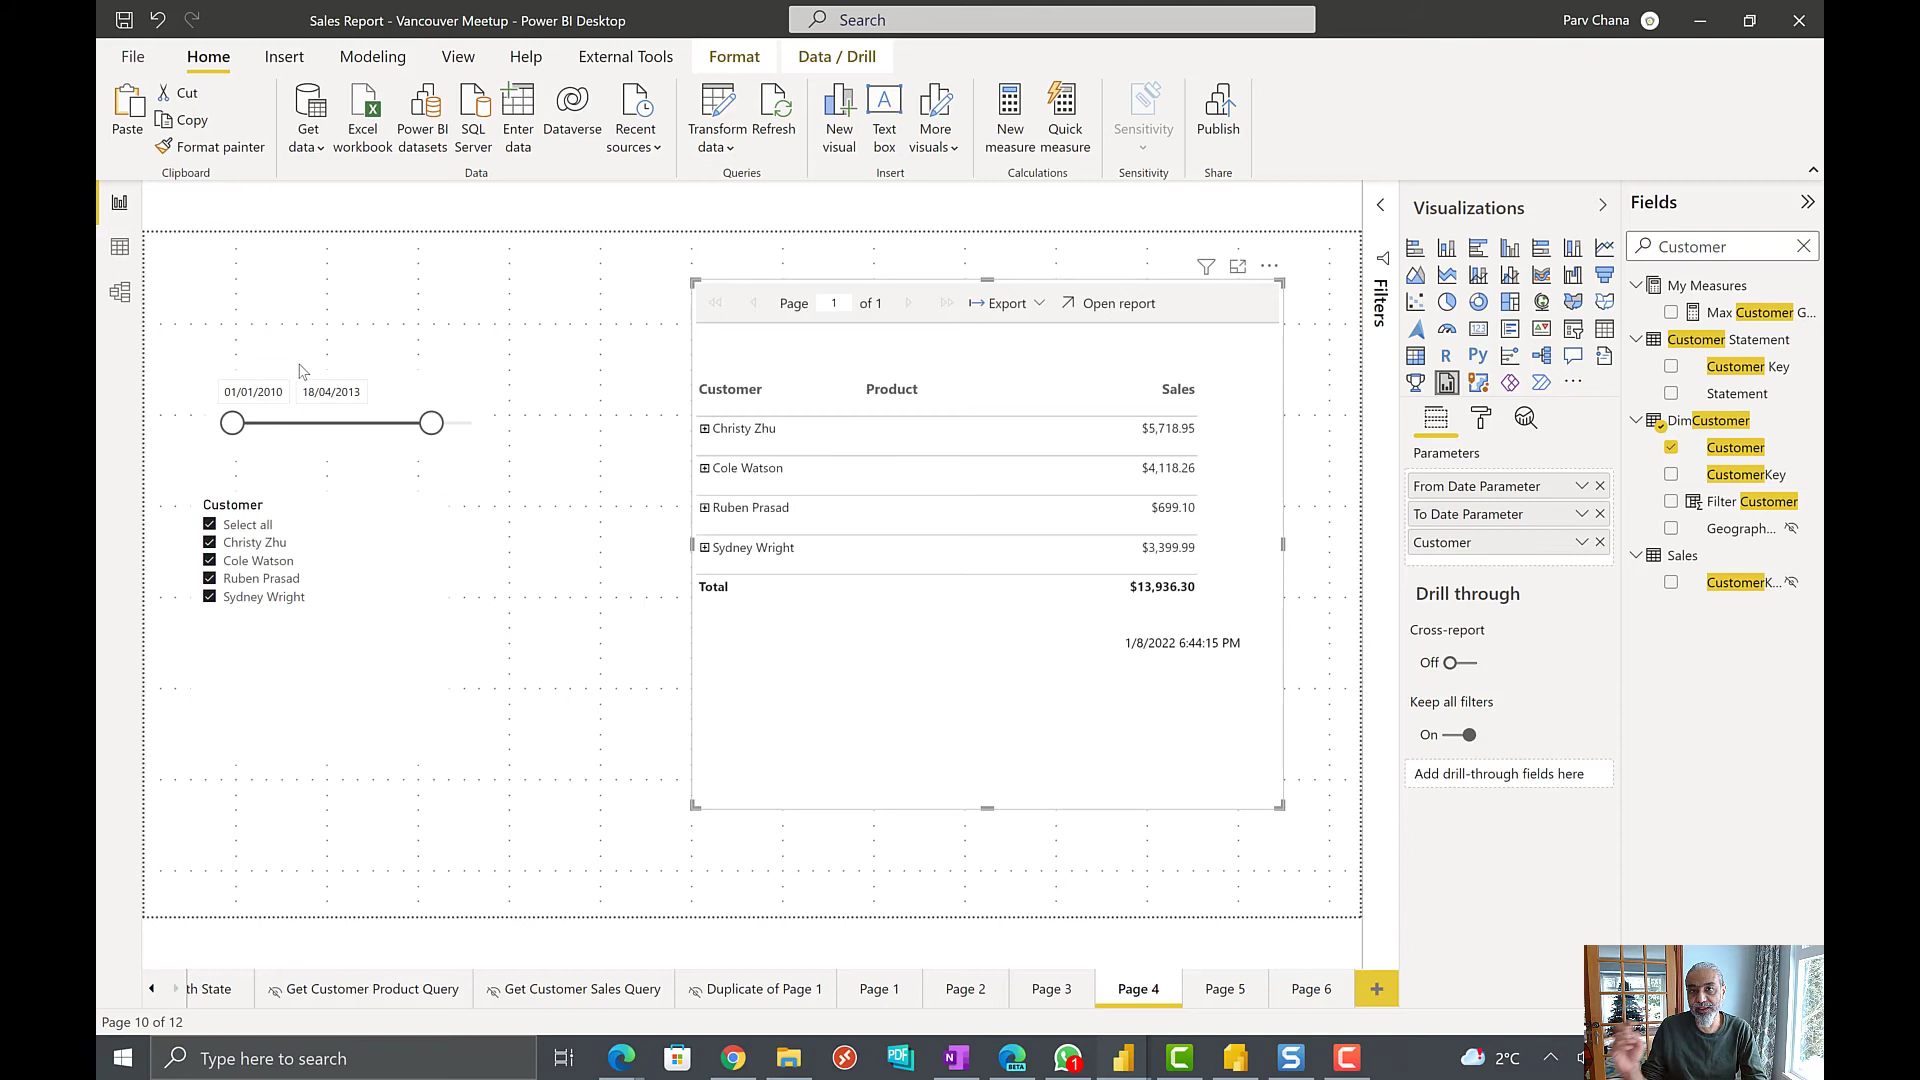 Sales Report - Vancouver Meetup - Power BI Desktop
Search
Parv Chana
File Home Insert Modeling View Help External Tools Format Data / Drill
Paste
Cut
Copy
Format painter
Clipboard
Get data
Excel workbook
Power BI datasets
SQL Server
Enter data
Dataverse
Recent sources
Data
Transform data
Refresh
Queries
New visual
Text box
More visuals
Insert
New measure
Quick measure
Calculations
Sensitivity
Sensitivity
Publish
Share
01/01/2010 18/04/2013
Customer
Select all
Christy Zhu
Cole Watson
Ruben Prasad
Sydney Wright
Page 1 of 1 Export Open report
Customer Product Sales
Christy Zhu $5,718.95
Cole Watson $4,118.26
Ruben Prasad $699.10
Sydney Wright $3,399.99
Total $13,936.30
1/8/2022 6:44:15 PM
Filters
Visualizations
R
Py
123
Parameters
From Date Parameter
To Date Parameter
Customer
Drill through
Cross-report
Off
Keep all filters
On
Add drill-through fields here
Fields
Customer
My Measures
Max Customer G...
Customer Statement
Customer Key
Statement
DimCustomer
Customer
CustomerKey
Filter Customer
Geograph...
Sales
CustomerK...
th State Get Customer Product Query Get Customer Sales Query Duplicate of Page 1 Page 1 Page 2 Page 3 Page 4 Page 5 Page 6 +
Page 10 of 12
Type here to search
2°C